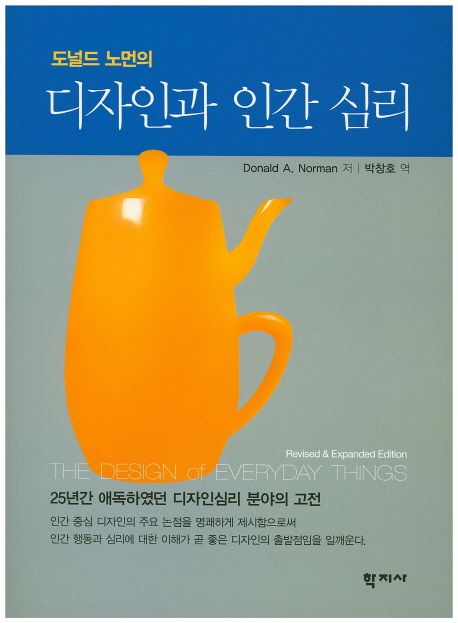 도널드 노먼의
디자인과 인간 심리
Donald A. Norman 저 | 박창호 역
Revised & Expanded Edition
THE DESIGN of EVERYDAY THINGS
25년간 애독하였던 디자인심리 분야의 고전
인간 중심 디자인의 주요 논점을 명쾌하게 제시함으로써
인간 행동과 심리에 대한 이해가 곧 좋은 디자인의 출발점임을 일깨운다.
학지사